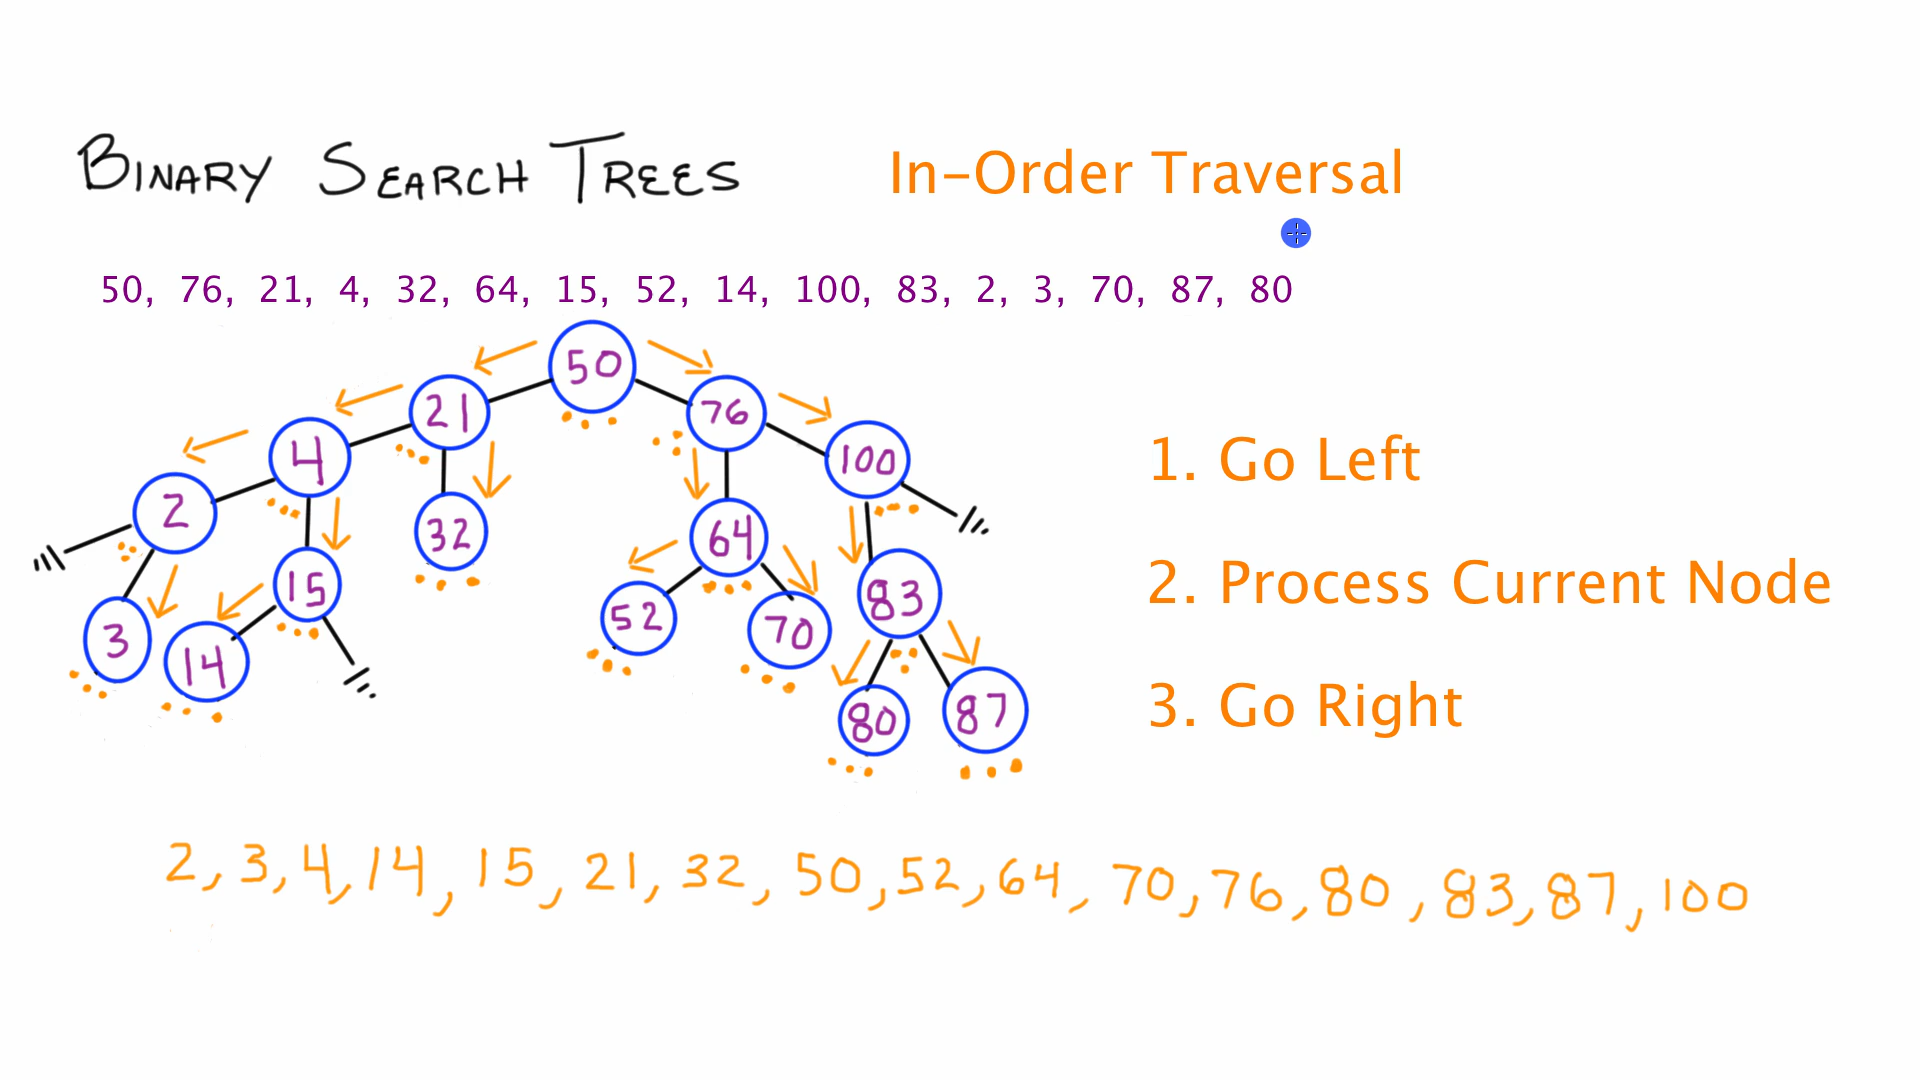 BINARY SEARCH TREES
In-Order Traversal
50, 76, 21, 4, 32, 64, 15, 52, 14, 100, 83, 2, 3, 70, 87, 80
50
21
76
4
100
2
32
64
15
83
3
14
52
70
80
87
1. Go Left
2. Process Current Node
3. Go Right
2, 3, 4, 14, 15, 21, 32, 50, 52, 64, 70, 76, 80, 83, 87, 100